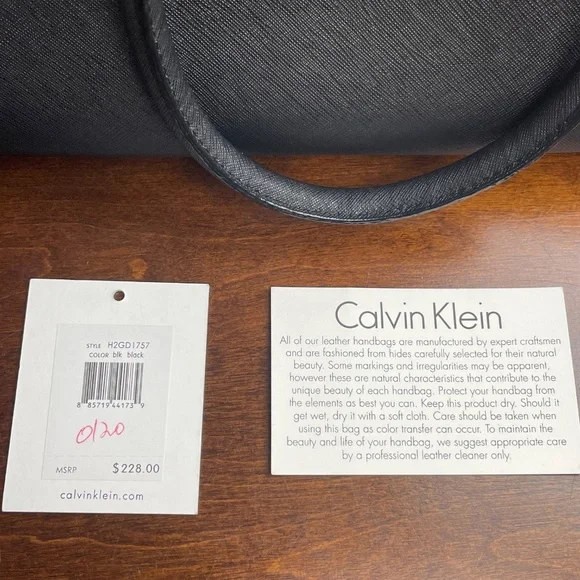 STYLE H2GD1757
COLOR blk black
8 85719 44173 9
0120
MSRP $228.00
calvinklein.com
Calvin Klein
All of our leather handbags are manufactured by expert craftsmen
and are fashioned from hides carefully selected for their natural
beauty. Some markings and irregularities may be apparent,
however these are natural characteristics that contribute to the
unique beauty of each handbag. Protect your handbag from
the elements as best you can. Keep this product dry. Should it
get wet, dry it with a soft cloth. Care should be taken when
using this bag as color transfer can occur. To maintain the
beauty and life of your handbag, we suggest appropriate care
by a professional leather cleaner only.